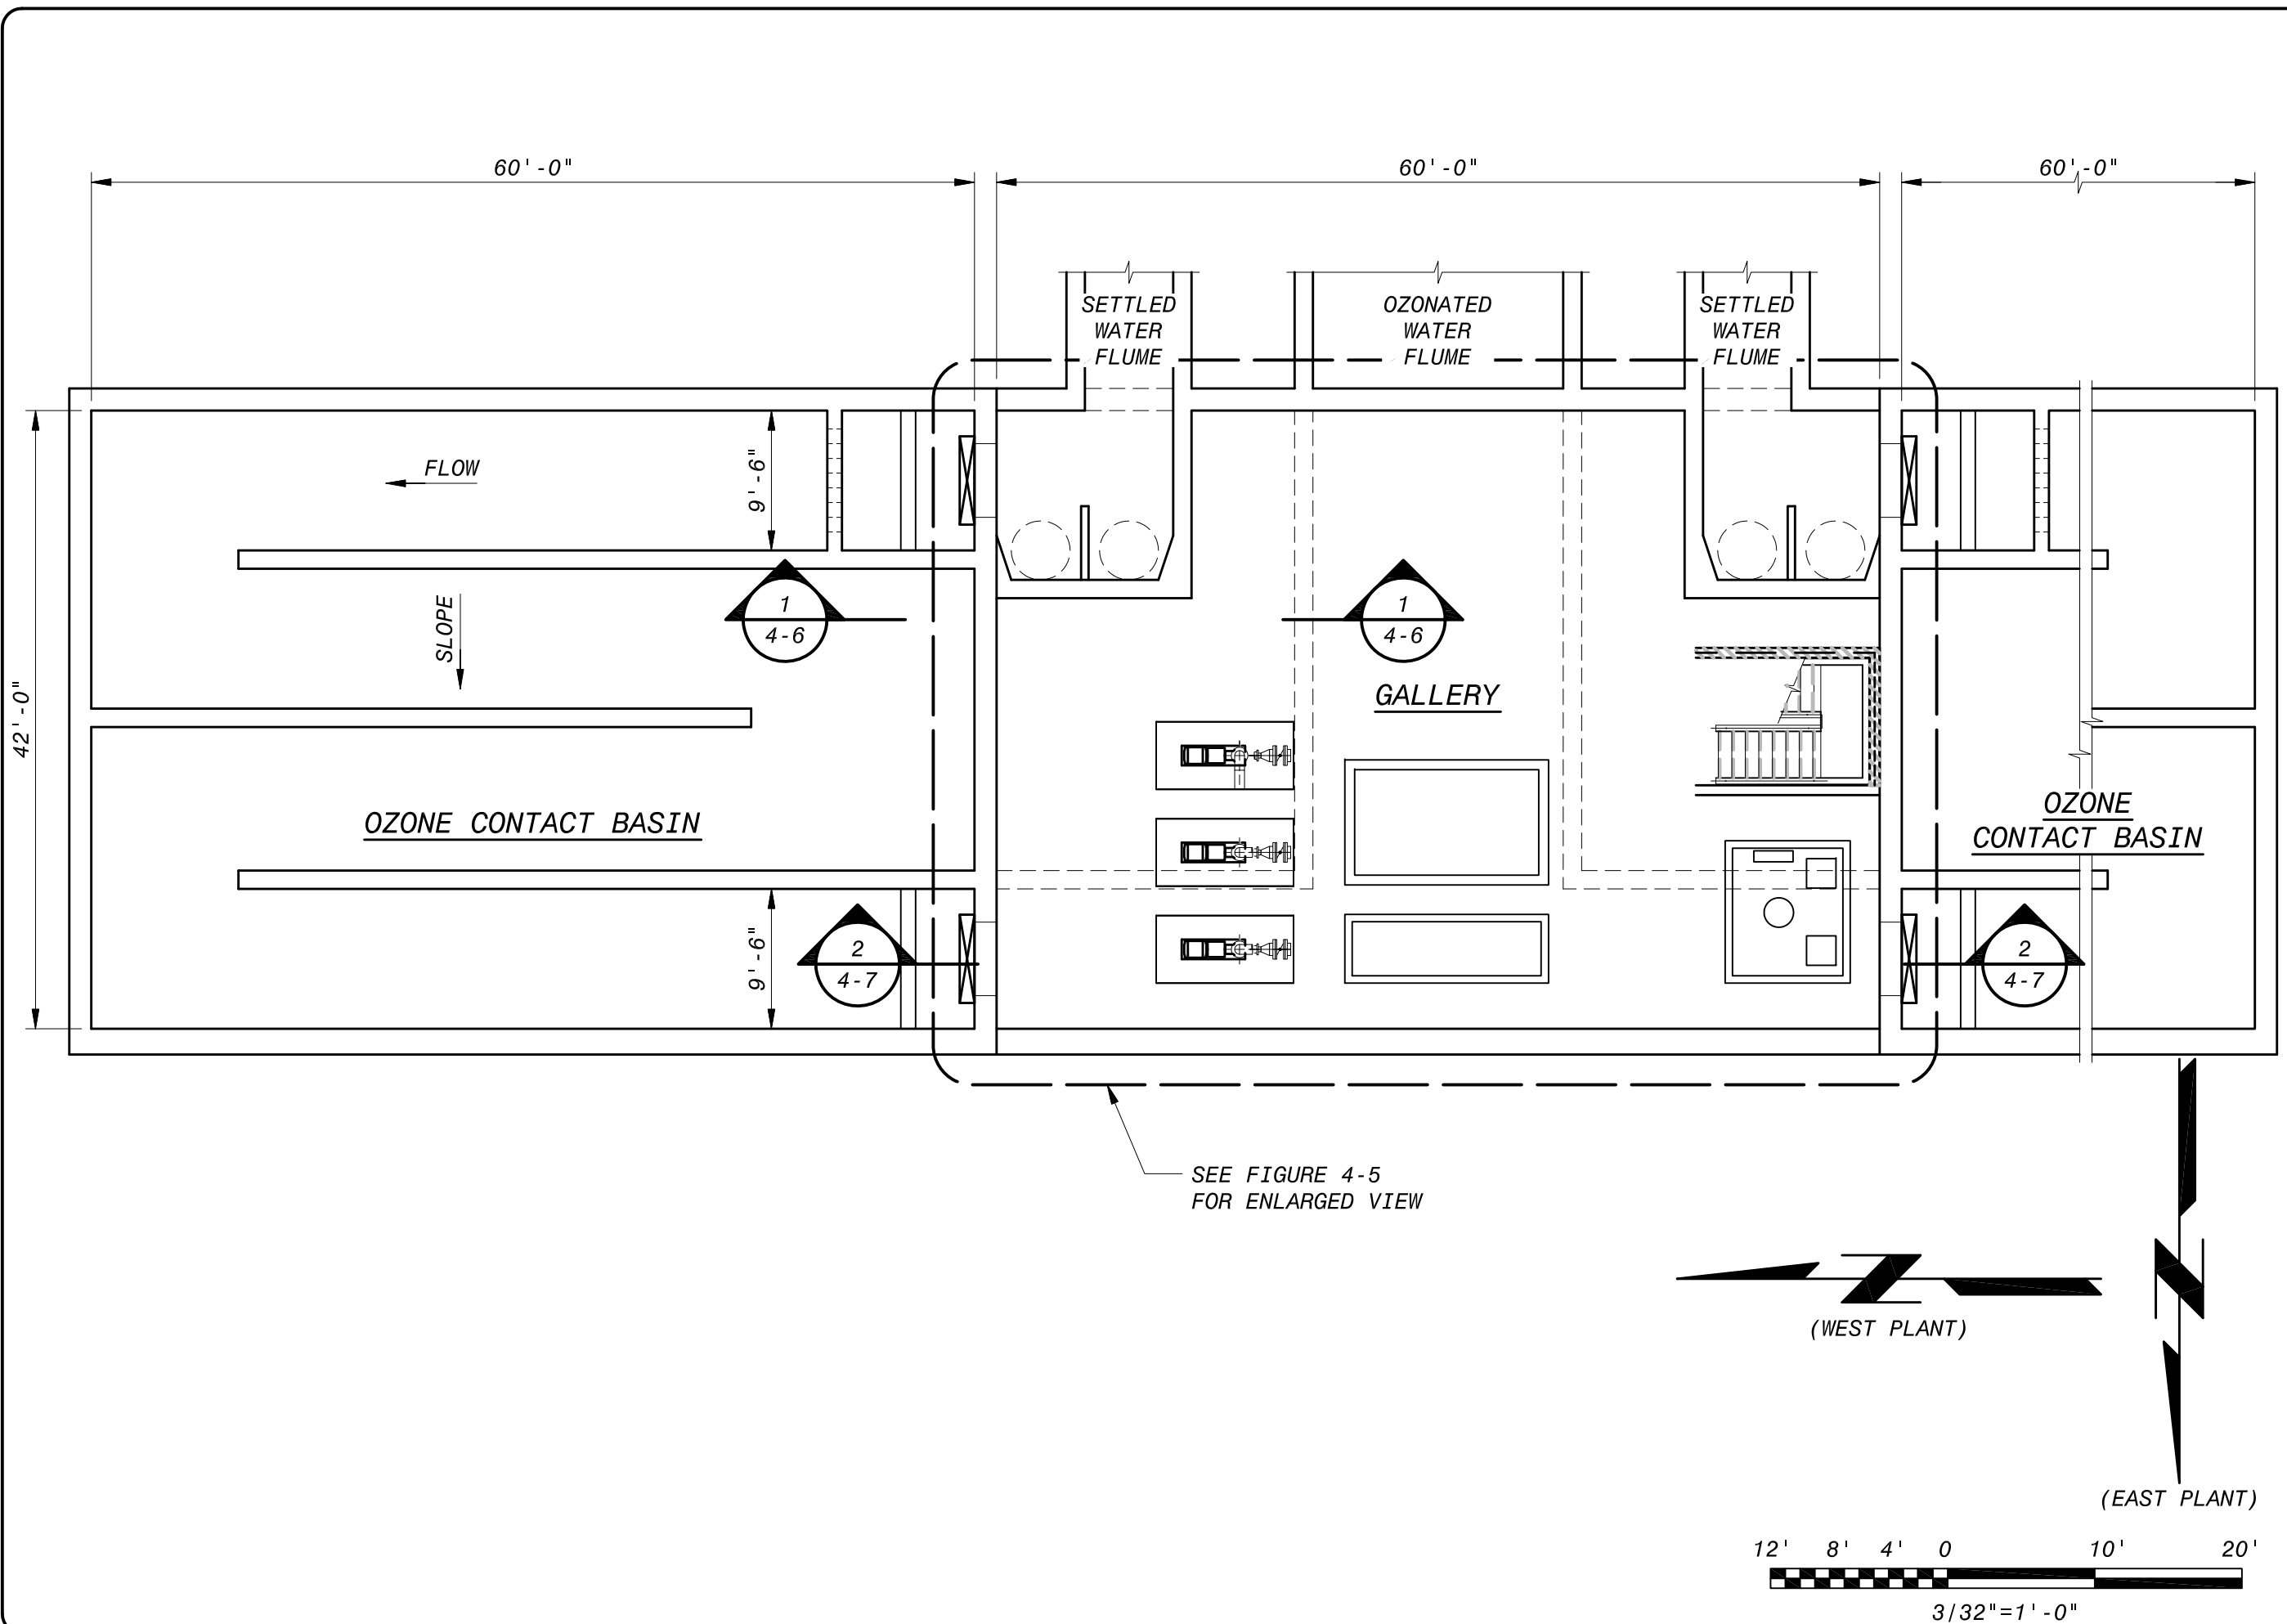 60'-0"
60'-0"
60'-0"
SETTLED
WATER
FLUME
OZONATED
WATER
FLUME
SETTLED
WATER
FLUME
FLOW
9'-6"
SLOPE
1
4-6
1
4-6
42'-0"
GALLERY
OZONE CONTACT BASIN
OZONE
CONTACT BASIN
9'-6"
2
4-7
2
4-7
SEE FIGURE 4-5
FOR ENLARGED VIEW
N
(WEST PLANT)
N
(EAST PLANT)
12' 8' 4' 0 10' 20'
3/32"=1'-0"